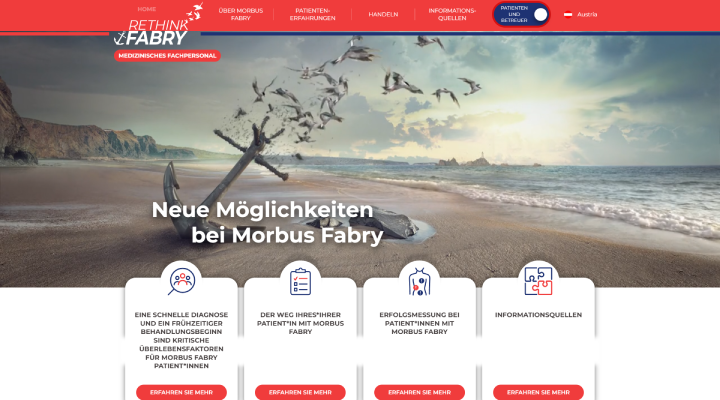 HOME
ÜBER MORBUS
FABRY
PATIENTEN-
ERFAHRUNGEN
HANDELN
INFORMATIONS-
QUELLEN
PATIENTEN
UND
BETREUER
Austria
RETHINK
FABRY
MEDIZINISCHES FACHPERSONAL
Neue Möglichkeiten
bei Morbus Fabry
EINE SCHNELLE DIAGNOSE
UND EIN FRÜHZEITIGER
BEHANDLUNGSBEGINN
SIND KRITISCHE
ÜBERLEBENSFAKTOREN
FÜR MORBUS FABRY
PATIENT*INNEN
ERFAHREN SIE MEHR
DER WEG IHRES*IHRER
PATIENT*IN MIT MORBUS
FABRY
ERFAHREN SIE MEHR
ERFOLGSMESSUNG BEI
PATIENT*INNEN MIT
MORBUS FABRY
ERFAHREN SIE MEHR
INFORMATIONSQUELLEN
ERFAHREN SIE MEHR